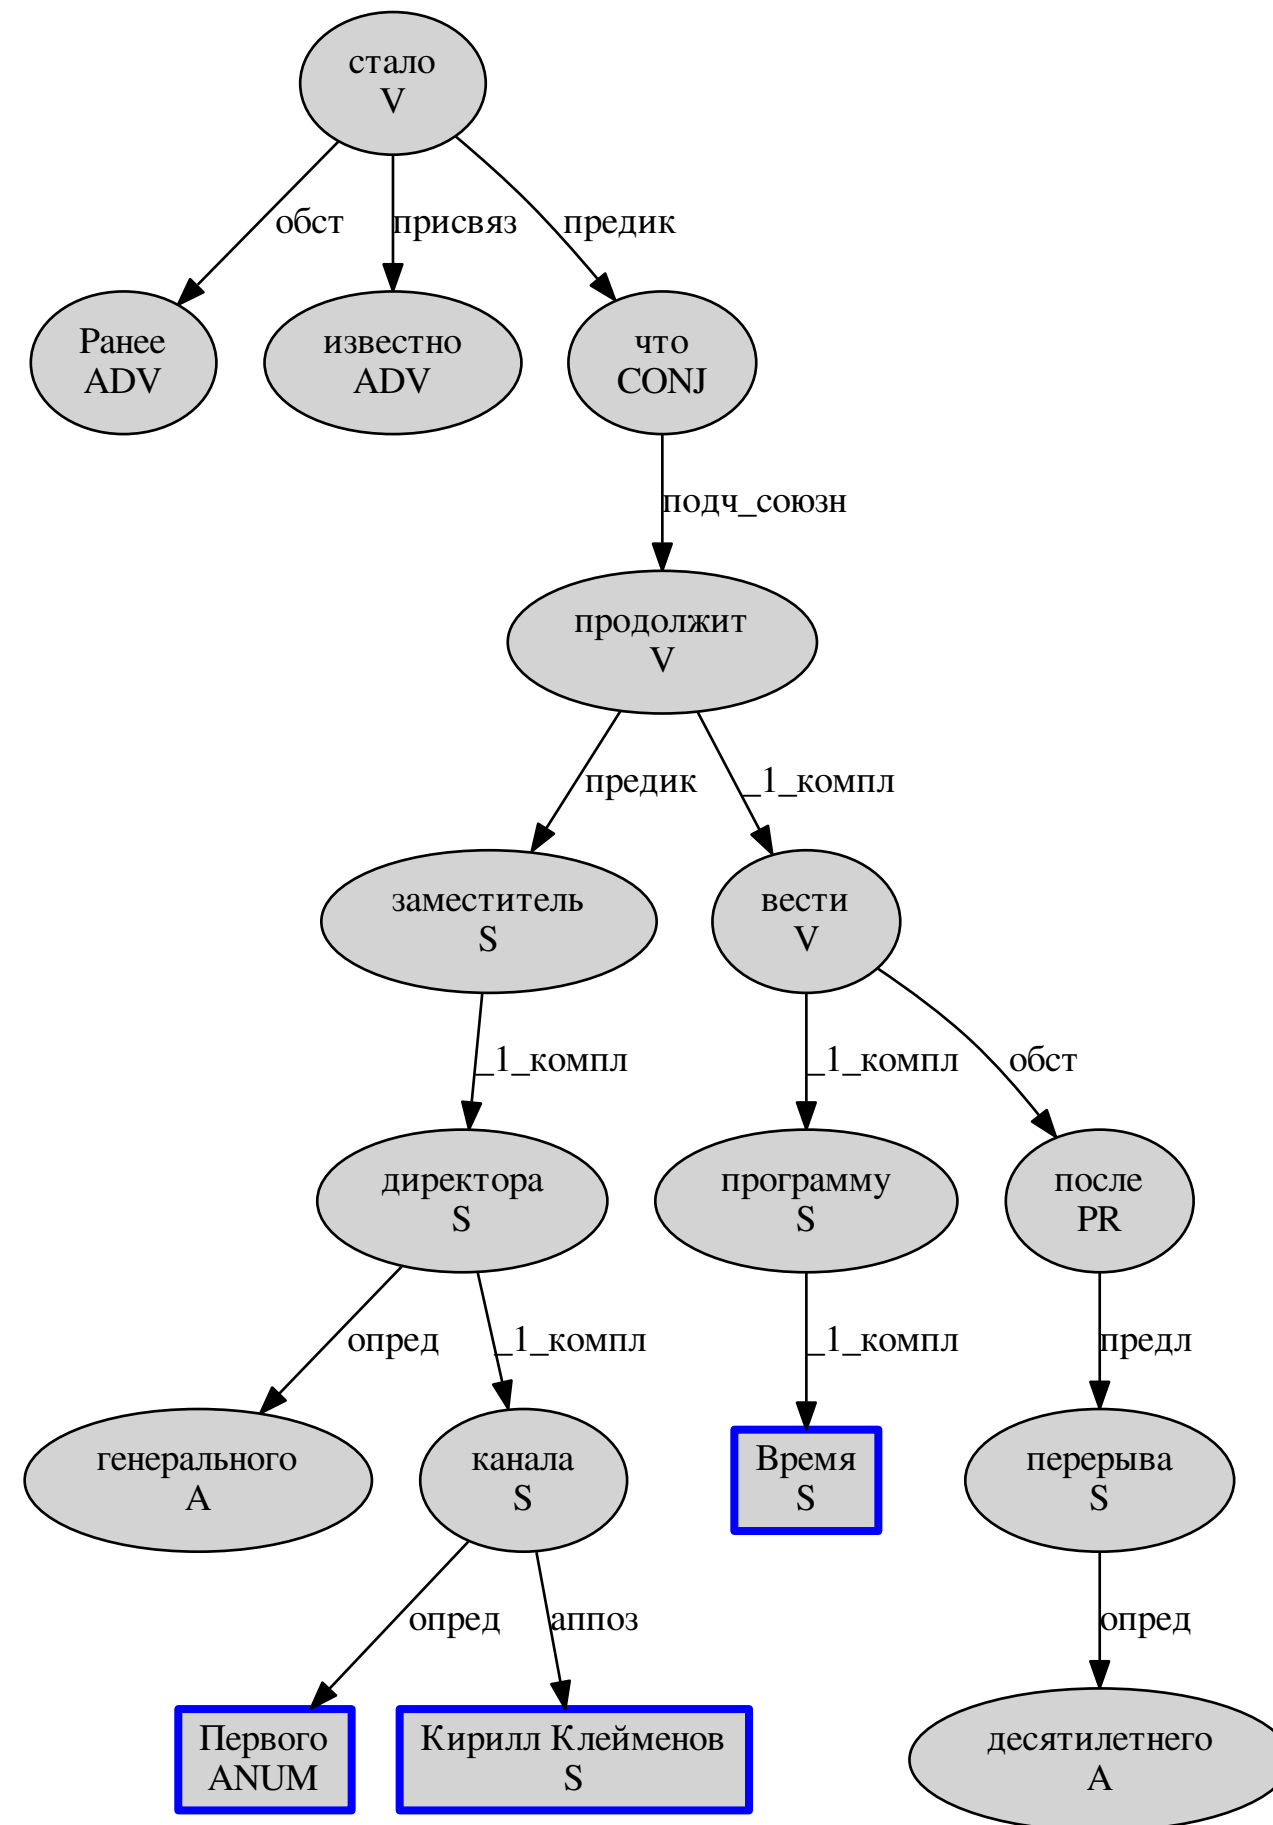 стало
V
обст
присвяз
предик
Ранее
ADV
известно
ADV
что
CONJ
подч_союзн
продолжит
V
предик
_1_компл
заместитель
S
вести
V
_1_компл
_1_компл
обст
директора
S
программу
S
после
PR
опред
_1_компл
_1_компл
предл
генерального
A
канала
S
Время
S
перерыва
S
опред
аппоз
опред
Первого
ANUM
Кирилл Клейменов
S
десятилетнего
A